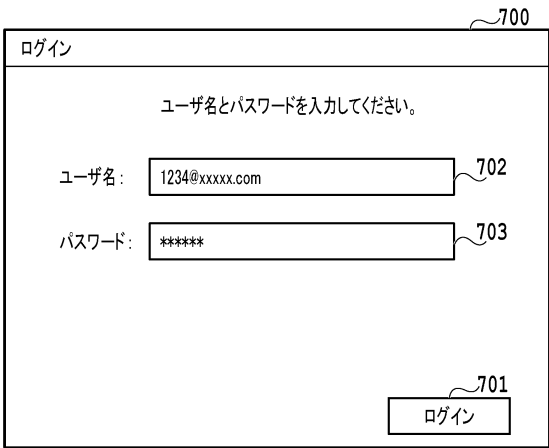 700
ログイン
ユーザ名とパスワードを入力してください。
ユーザ名： 1234@xxxxx.com 702
パスワード： ****** 703
701
ログイン